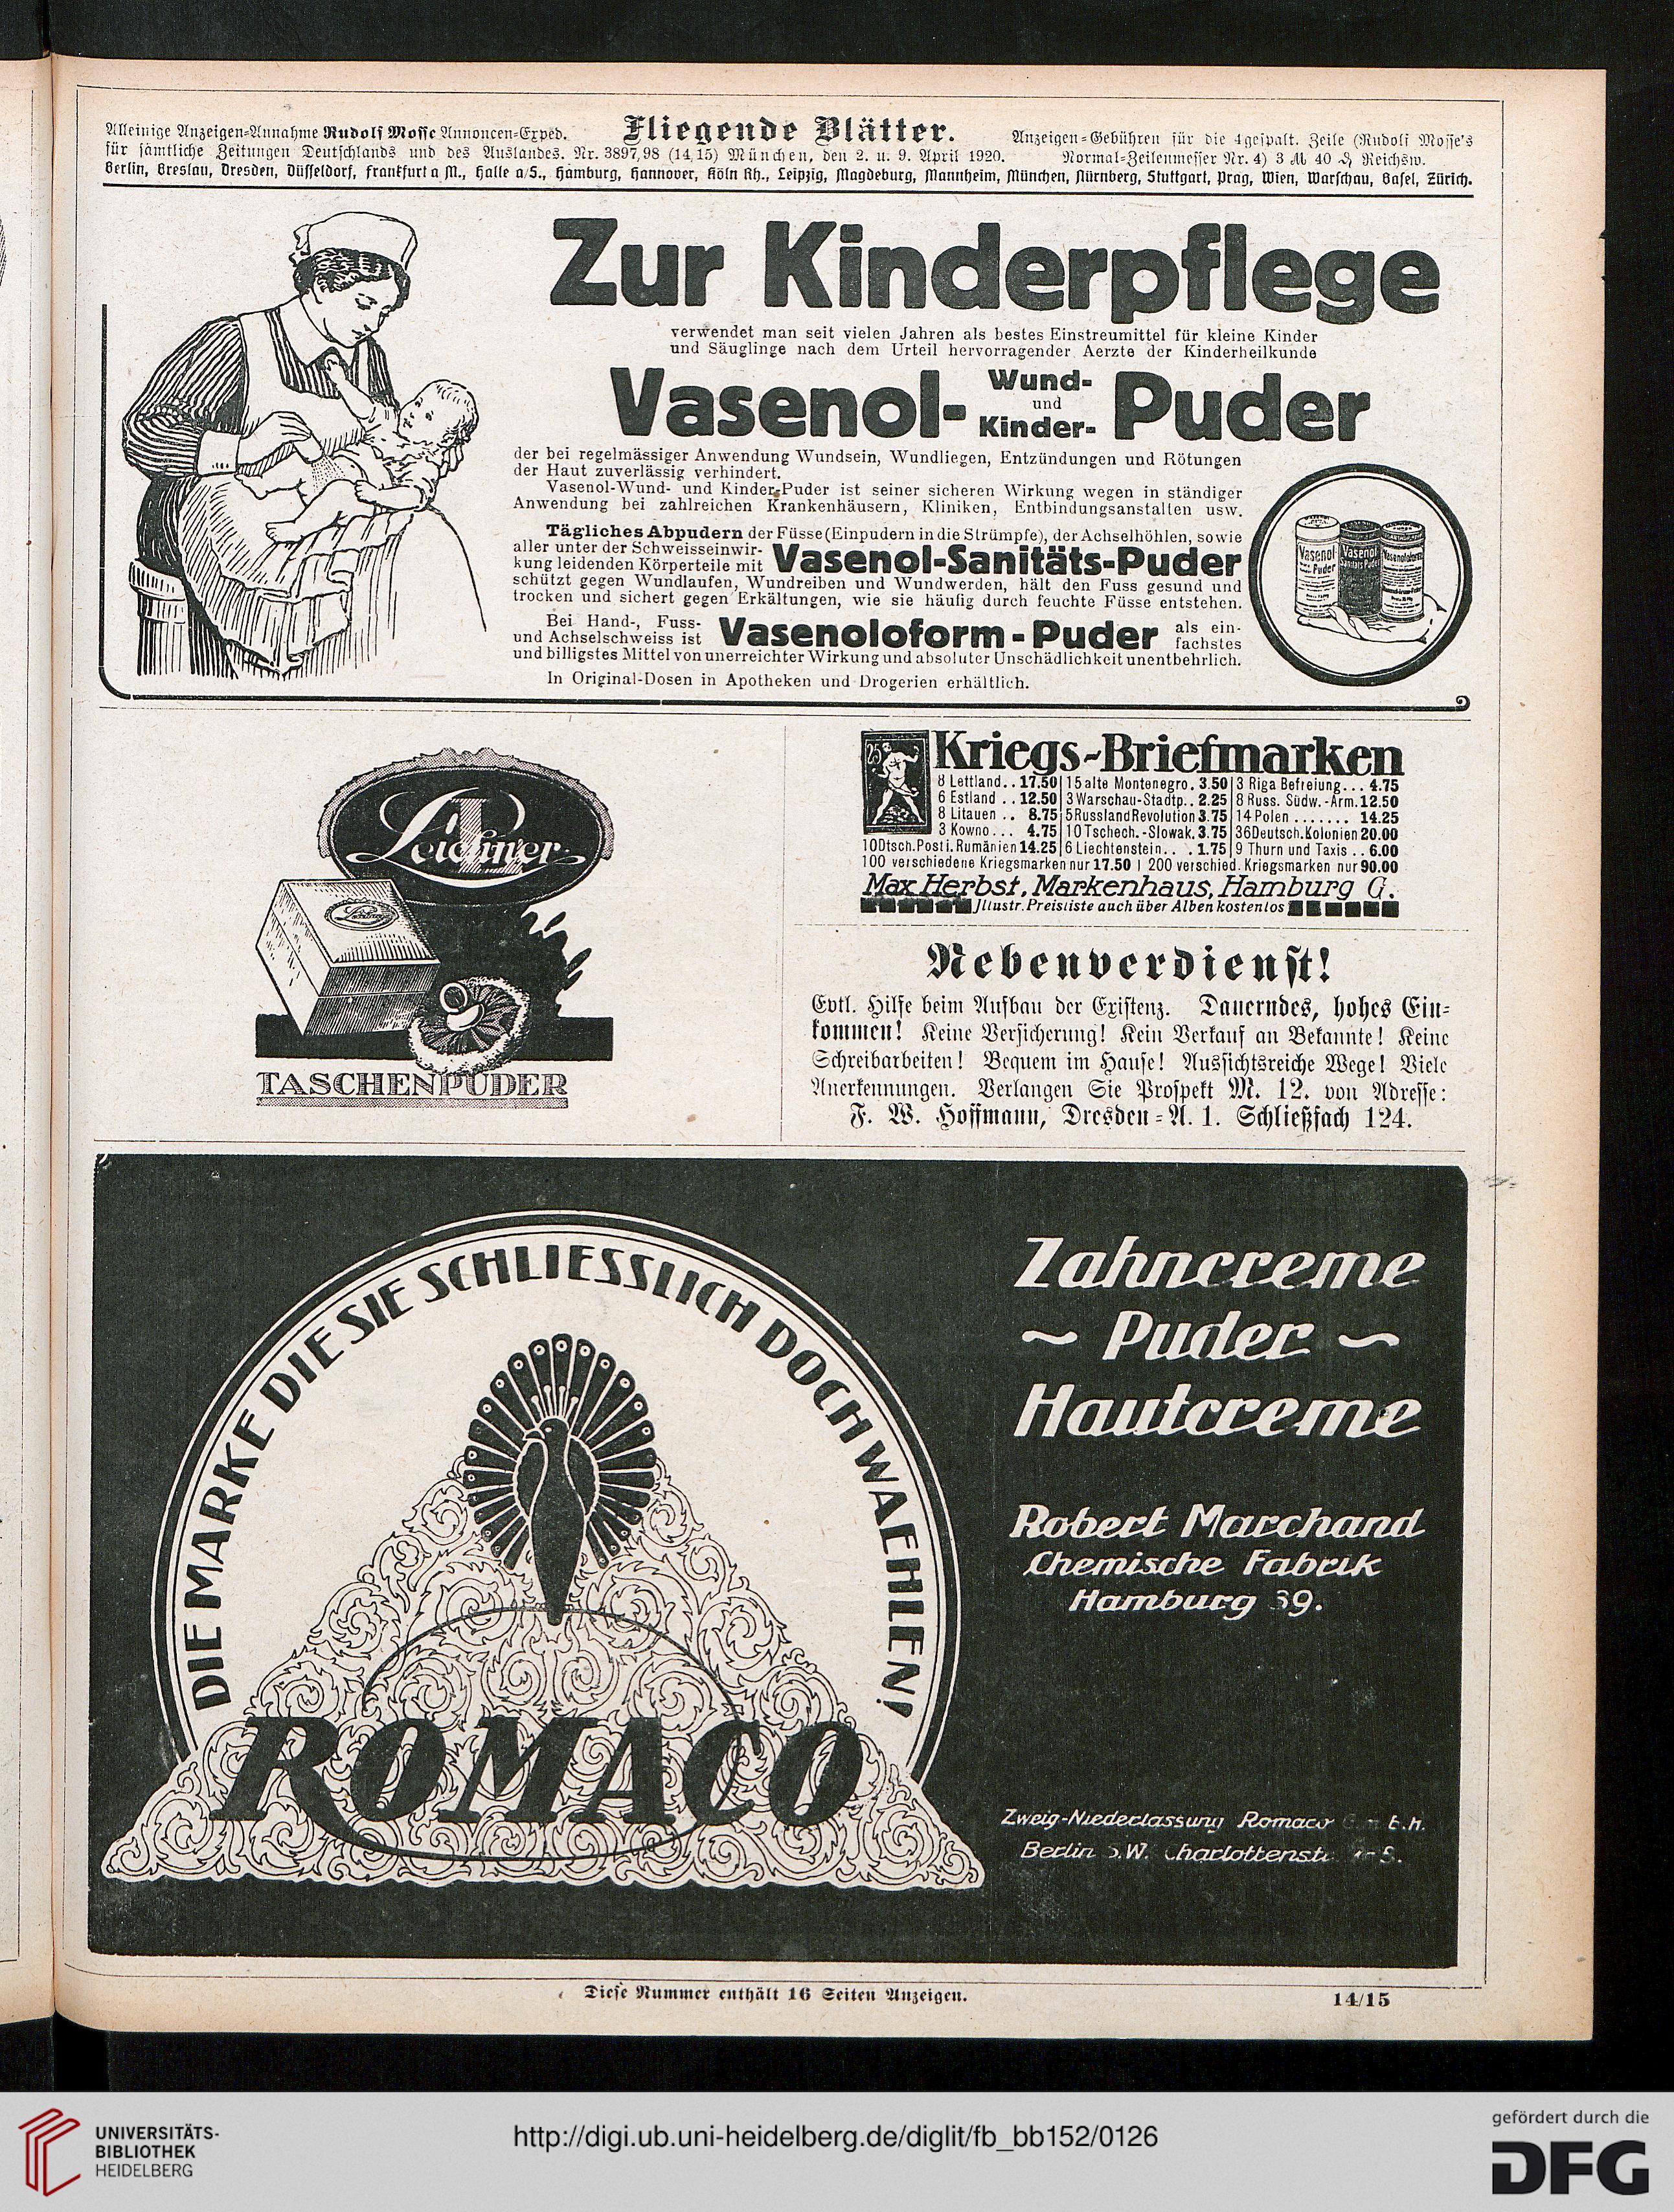 Alleinige Anzeigen-Annahme Rudolf Mosse Annoncen-Exped.
für sämtliche Zeitungen Deutschlands und des Auslandes.
Fliegende Blätter.
Nr. 3897/98 (14/15) München, den 2. u. 9. April 1920.
Anzeigen-Gebühren für die 4gespalt. Zeile (Rudolf Mosse's
Normal-Zeilenmesser Nr. 4) 3 ℳ 40 ₰ Reichsw.
Berlin, Breslau, Dresden, Düsseldorf, Frankfurt a M., Halle a/S., Hamburg, Hannover, Köln Rh., Leipzig, Magdeburg, Mannheim, München, Nürnberg, Stuttgart, Prag, Wien, Warschau, Basel, Zürich.
Zur Kinderpflege
verwendet man seit vielen Jahren als bestes Einstreumittel für kleine Kinder
und Säuglinge nach dem Urteil hervorragender Aerzte der Kinderheilkunde
Vasenol- Wund- und Kinder- Puder
der bei regelmässiger Anwendung Wundsein, Wundliegen, Entzündungen und Rötungen
der Haut zuverlässig verhindert.
Vasenol-Wund- und Kinder-Puder ist seiner sicheren Wirkung wegen in ständiger
Anwendung bei zahlreichen Krankenhäusern, Kliniken, Entbindungsanstalten usw.
Tägliches Abpudern der Füsse (Einpudern in die Strümpfe), der Achselhöhlen, sowie
aller unter der Schweisseinwir-
kung leidenden Körperteile mit Vasenol-Sanitäts-Puder
schützt gegen Wundlaufen, Wundreiben und Wundwerden, hält den Fuss gesund und
trocken und sichert gegen Erkältungen, wie sie häufig durch feuchte Füsse entstehen.
Bei Hand-, Fuss-
und Achselschweiss ist Vasenoloform-Puder als ein-
fachstes
und billigstes Mittel von unerreichter Wirkung und absoluter Unschädlichkeit unentbehrlich.
In Original-Dosen in Apotheken und Drogerien erhältlich.
Vasenol Puder
Vasenol Sanitäts Puder
Vasenoloform
Leichner
L
Leichner
TASCHENPUDER
25
Kriegs-Briefmarken
8 Lettland.. 17.50 | 15 alte Montenegro. 3.50 | 3 Riga Befreiung... 4.75
6 Estland .. 12.50 | 3 Warschau-Stadtp.. 2.25 | 8 Russ. Südw.-Arm. 12.50
8 Litauen .. 8.75 | 5 Russland Revolution 3.75 | 14 Polen ....... 14.25
3 Kowno... 4.75 | 10 Tschech.-Slowak. 3.75 | 36 Deutsch. Kolonien 20.00
10 Dtsch. Post i. Rumänien 14.25 | 6 Liechtenstein... 1.75 | 9 Thurn und Taxis .. 6.00
100 verschiedene Kriegsmarken nur 17.50 | 200 verschied. Kriegsmarken nur 90.00
Max Herbst, Markenhaus, Hamburg G.
Jllustr. Preisliste auch über Alben kostenlos
Nebenverdienst!
Evtl. Hilfe beim Aufbau der Existenz. Dauerndes, hohes Ein-
kommen! Keine Versicherung! Kein Verkauf an Bekannte! Keine
Schreibarbeiten! Bequem im Hause! Aussichtsreiche Wege! Viele
Anerkennungen. Verlangen Sie Prospekt M. 12. von Adresse:
F. W. Hoffmann, Dresden-A. 1. Schließfach 124.
DIE MARKE DIE SIE SCHLIESSLICH DOCH WAEHLEN!
ROMACO
Zahncreme
~ Puder ~
Hautcreme
Robert Marchand
Chemische Fabrik
Hamburg 39.
Zweig-Niederlassung Romaco G.m.b.H.
Berlin S.W. Charlottenstr.
Diese Nummer enthält 16 Seiten Anzeigen.
14/15
UNIVERSITÄTS-
BIBLIOTHEK
HEIDELBERG
http://digi.ub.uni-heidelberg.de/diglit/fb_bb152/0126
gefördert durch die
DFG